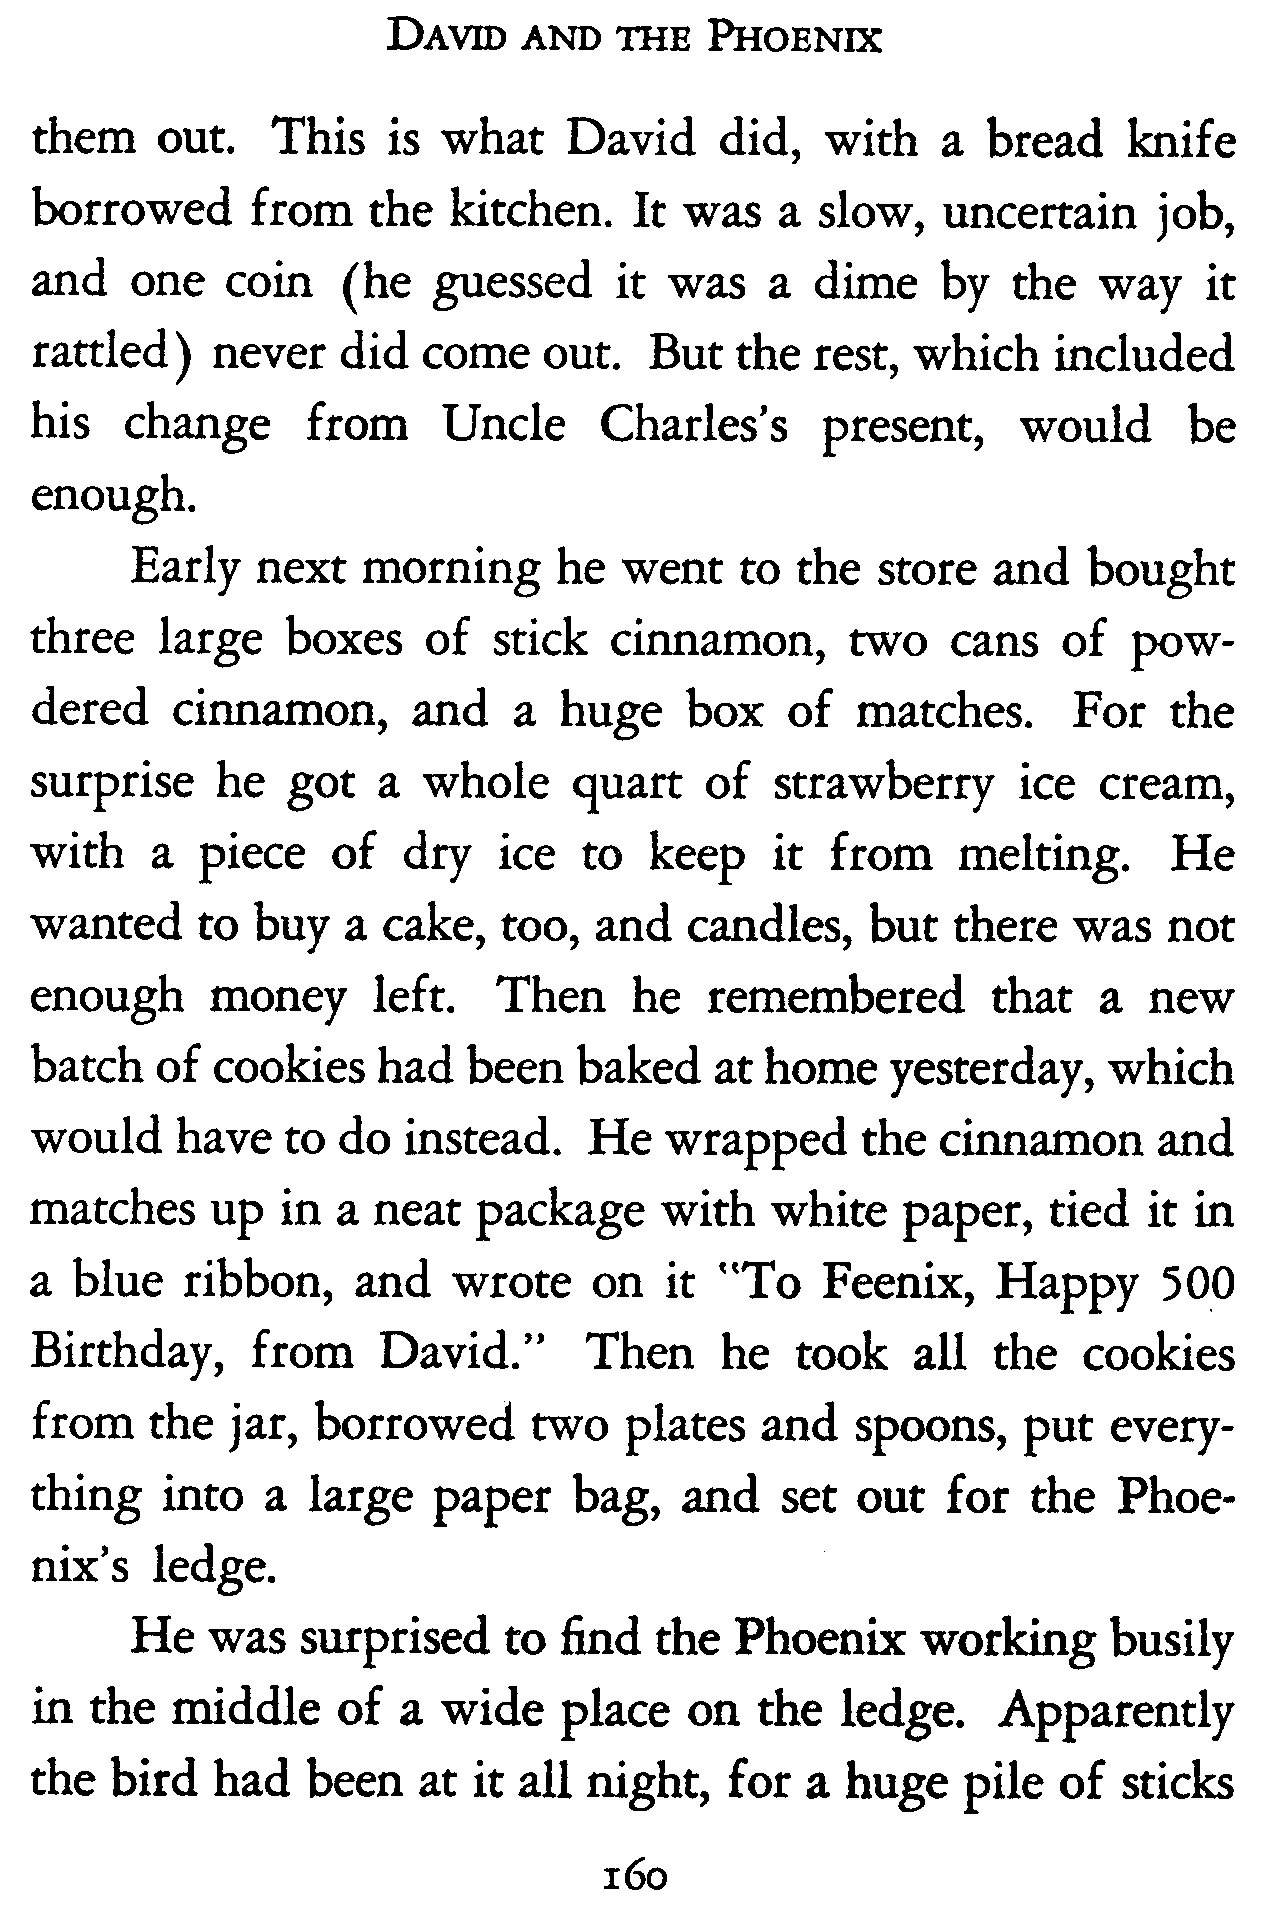 DAVID AND THE PHOENIX
them out. This is what David did, with a bread knife
borrowed from the kitchen. It was a slow, uncertain job,
and one coin (he guessed it was a dime by the way it
rattled) never did come out. But the rest, which included
his change from Uncle Charles's present, would be
enough.
Early next morning he went to the store and bought
three large boxes of stick cinnamon, two cans of pow-
dered cinnamon, and a huge box of matches. For the
surprise he got a whole quart of strawberry ice cream,
with a piece of dry ice to keep it from melting. He
wanted to buy a cake, too, and candles, but there was not
enough money left. Then he remembered that a new
batch of cookies had been baked at home yesterday, which
would have to do instead. He wrapped the cinnamon and
matches up in a neat package with white paper, tied it in
a blue ribbon, and wrote on it "To Feenix, Happy 500
Birthday, from David." Then he took all the cookies
from the jar, borrowed two plates and spoons, put every-
thing into a large paper bag, and set out for the Phoe-
nix's ledge.
He was surprised to find the Phoenix working busily
in the middle of a wide place on the ledge. Apparently
the bird had been at it all night, for a huge pile of sticks
160